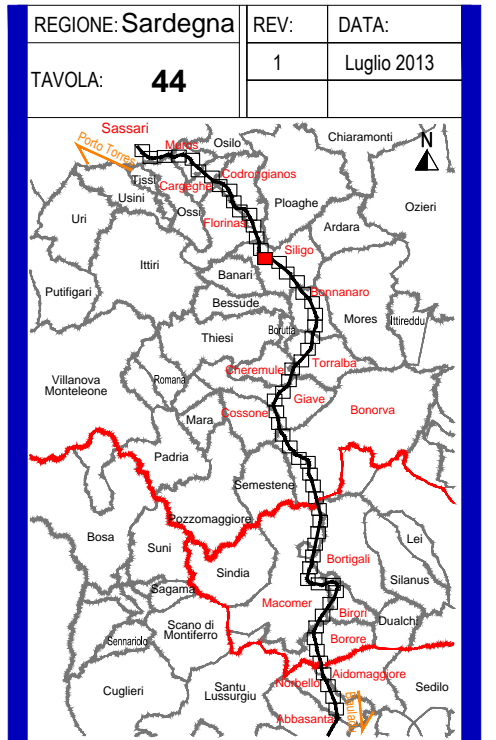 REGIONE: Sardegna REV: DATA:
TAVOLA: 44 1 Luglio 2013
Sassari
Porto Torres
Muros
Osilo
Chiaramonti
N
Tissi
Cargeghe
Codrongianos
Usini
Ossi
Ploaghe
Ozieri
Uri
Florinas
Ardara
Siligo
Ittiri
Banari
Putifigari
Bessude
Bonnanaro
Thiesi
Borutta
Mores
Ittireddu
Cheremule
Torralba
Villanova
Monteleone
Romana
Giave
Cossone
Bonorva
Mara
Padria
Semestene
Pozzomaggiore
Bosa
Suni
Lei
Bortigali
Sindia
Silanus
Sagama
Macomer
Birori
Dualchi
Scano di
Montiferro
Sennariolo
Borore
Norbello
Aidomaggiore
Cuglieri
Santu
Lussurgiu
Sedilo
Abbasanta